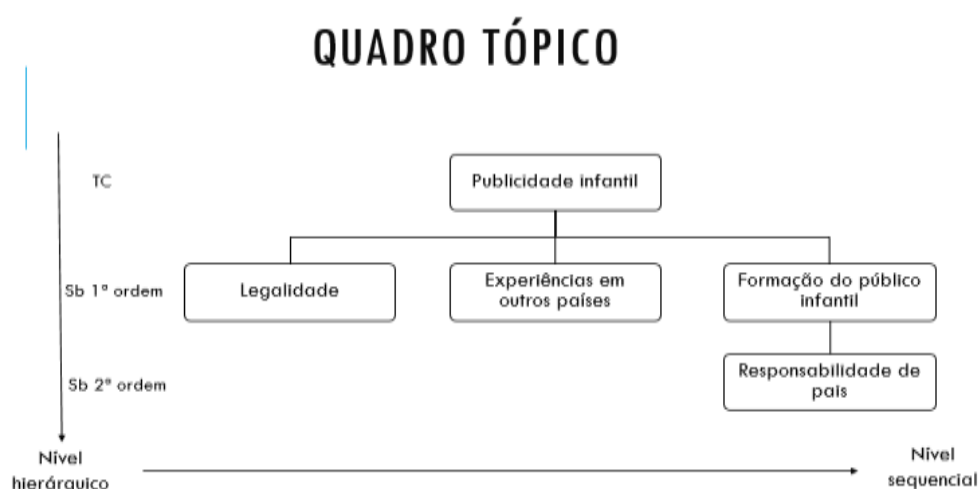 QUADRO TÓPICO
TC
Publicidade infantil
Sb 1ª ordem
Legalidade
Experiências em
outros países
Formação do público
infantil
Sb 2ª ordem
Responsabilidade de
pais
Nível
hierárquico
Nível
sequencial